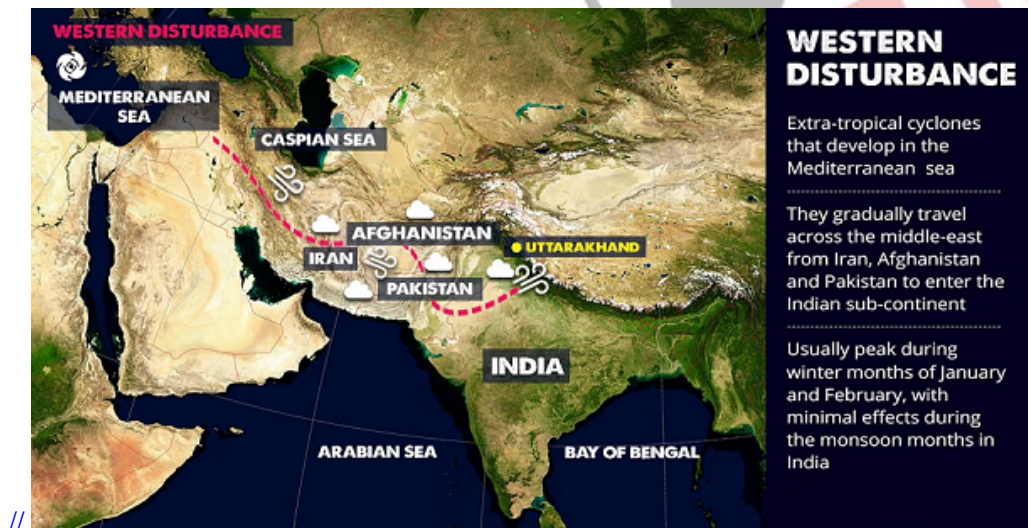 WESTERN DISTURBANCE
MEDITERRANEAN
SEA
CASPIAN SEA
AFGHANISTAN
IRAN
PAKISTAN
UTTARAKHAND
INDIA
ARABIAN SEA
BAY OF BENGAL
WESTERN
DISTURBANCE
Extra-tropical cyclones
that develop in the
Mediterranean sea
They gradually travel
across the middle-east
from Iran, Afghanistan
and Pakistan to enter the
Indian sub-continent
Usually peak during
winter months of January
and February, with
minimal effects during
the monsoon months in
India
//